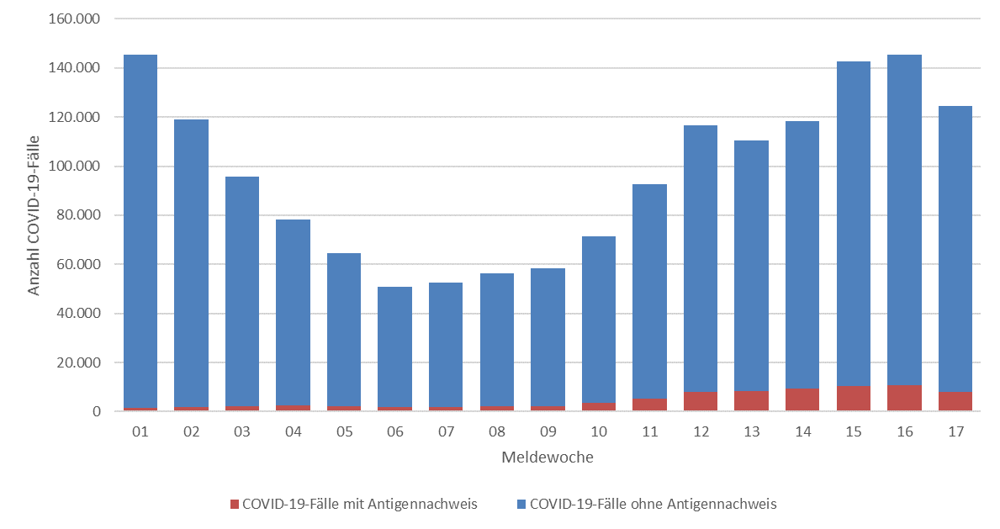 160.000
140.000
120.000
100.000
80.000
60.000
40.000
20.000
0
Anzahl COVID-19-Fälle
01 02 03 04 05 06 07 08 09 10 11 12 13 14 15 16 17
Meldewoche
COVID-19-Fälle mit Antigennachweis COVID-19-Fälle ohne Antigennachweis